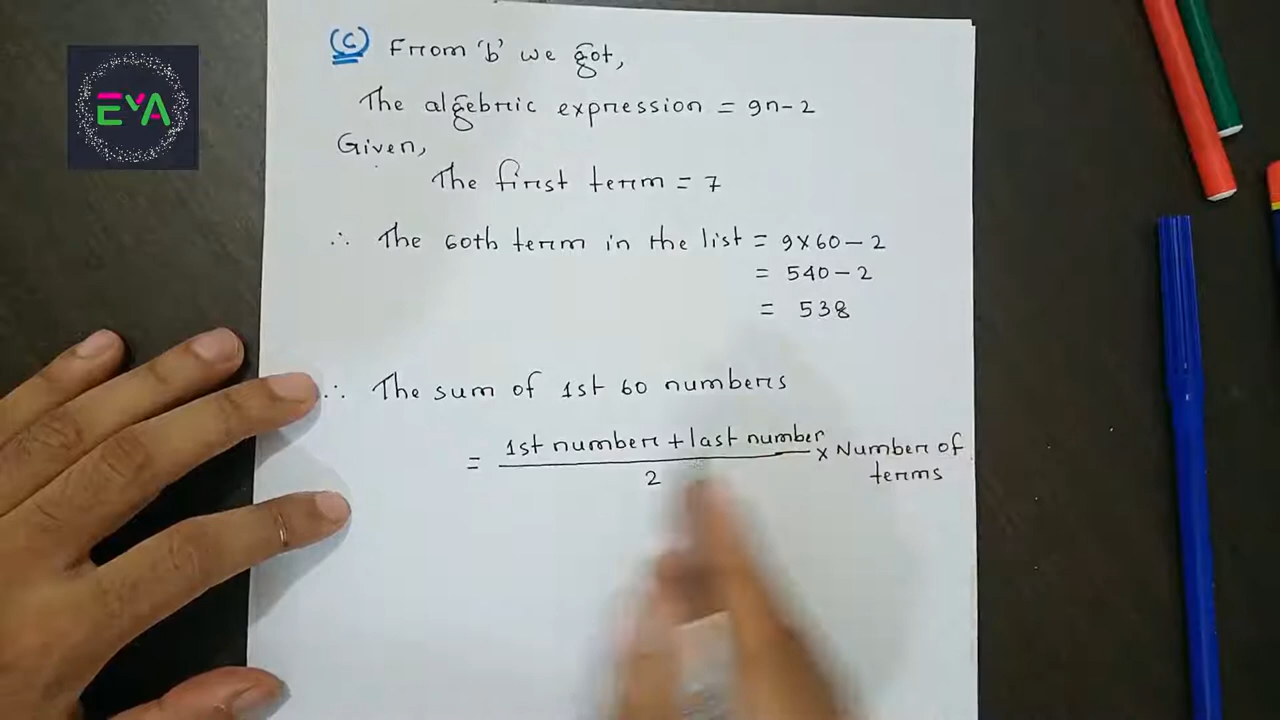 EYA
(c) From 'b' we got,
The algebric expression = 9n-2
Given,
The first term = 7
∴ The 60th term in the list = 9×60-2
= 540-2
= 538
∴ The sum of 1st 60 numbers
= 1st number + last number / 2 × Number of terms